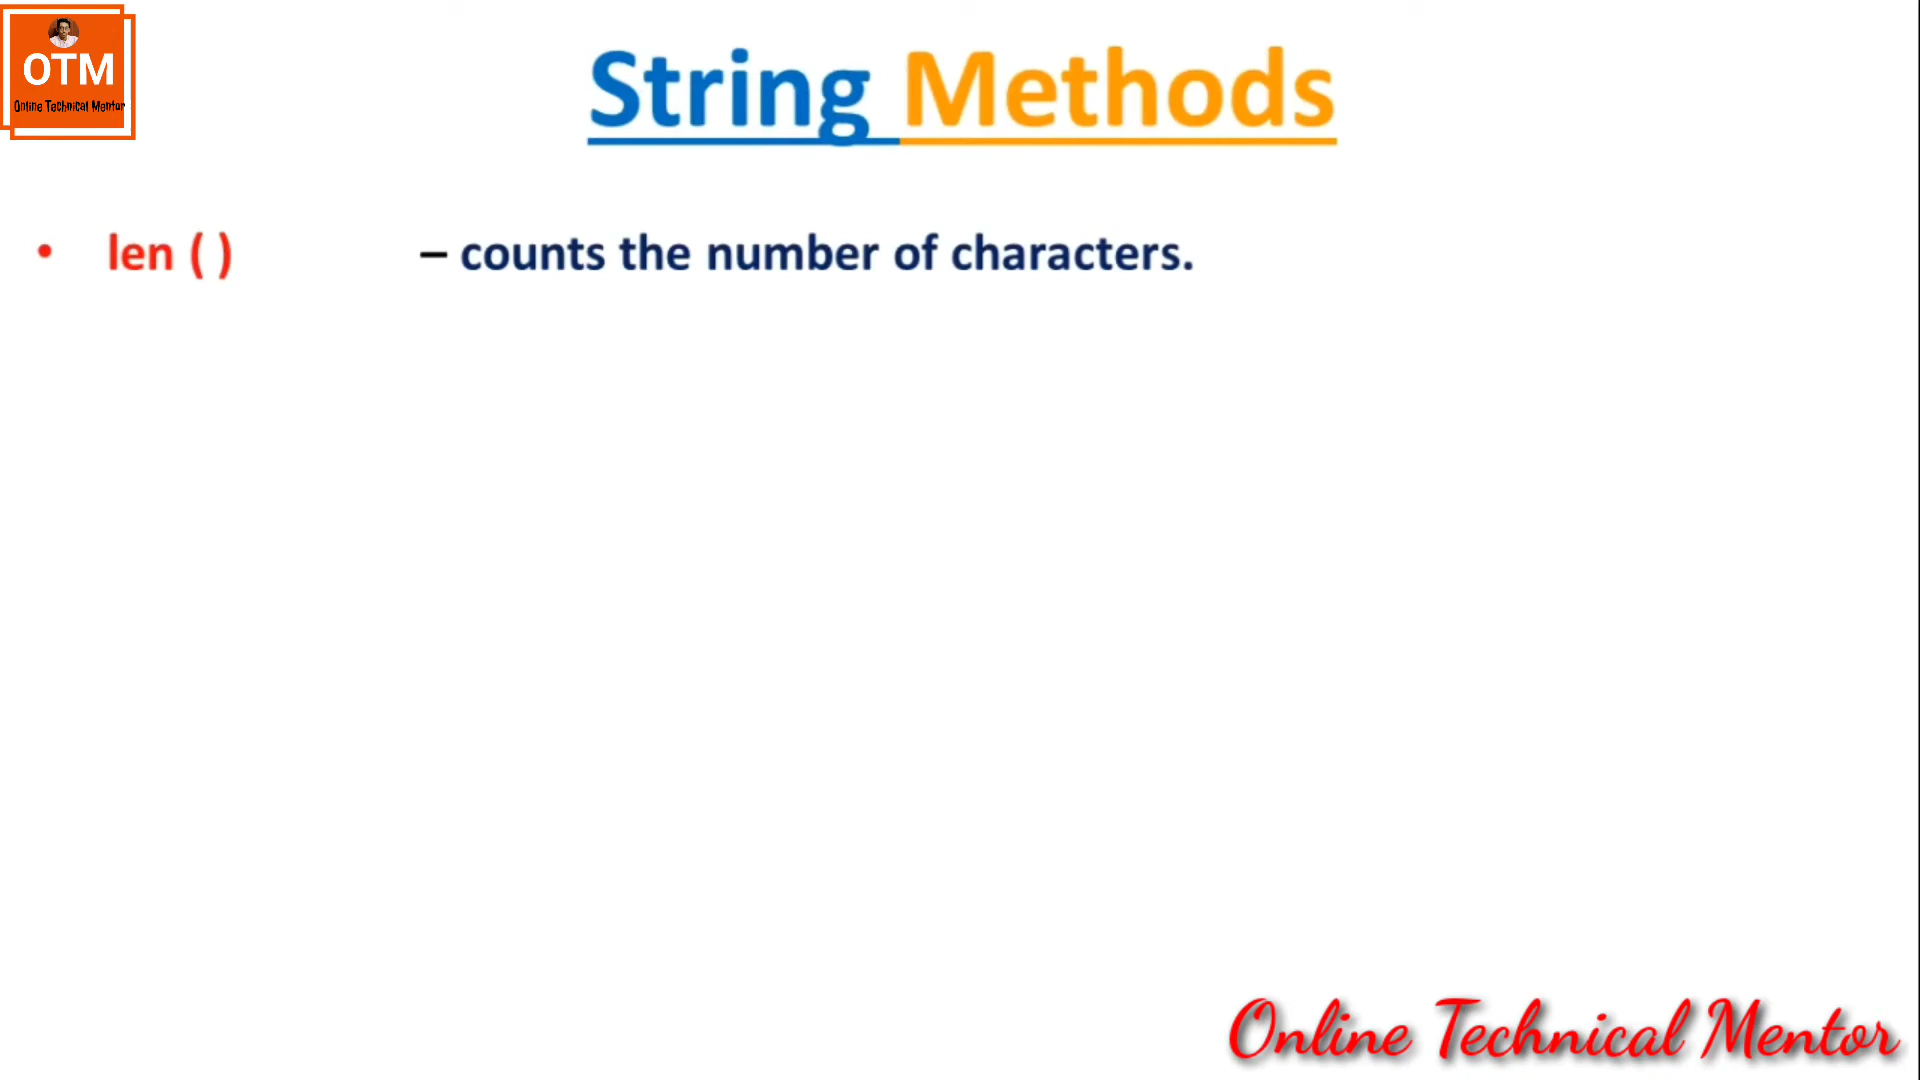 OTM
Online Technical Mentor
String Methods
• len ( ) – counts the number of characters.
Online Technical Mentor